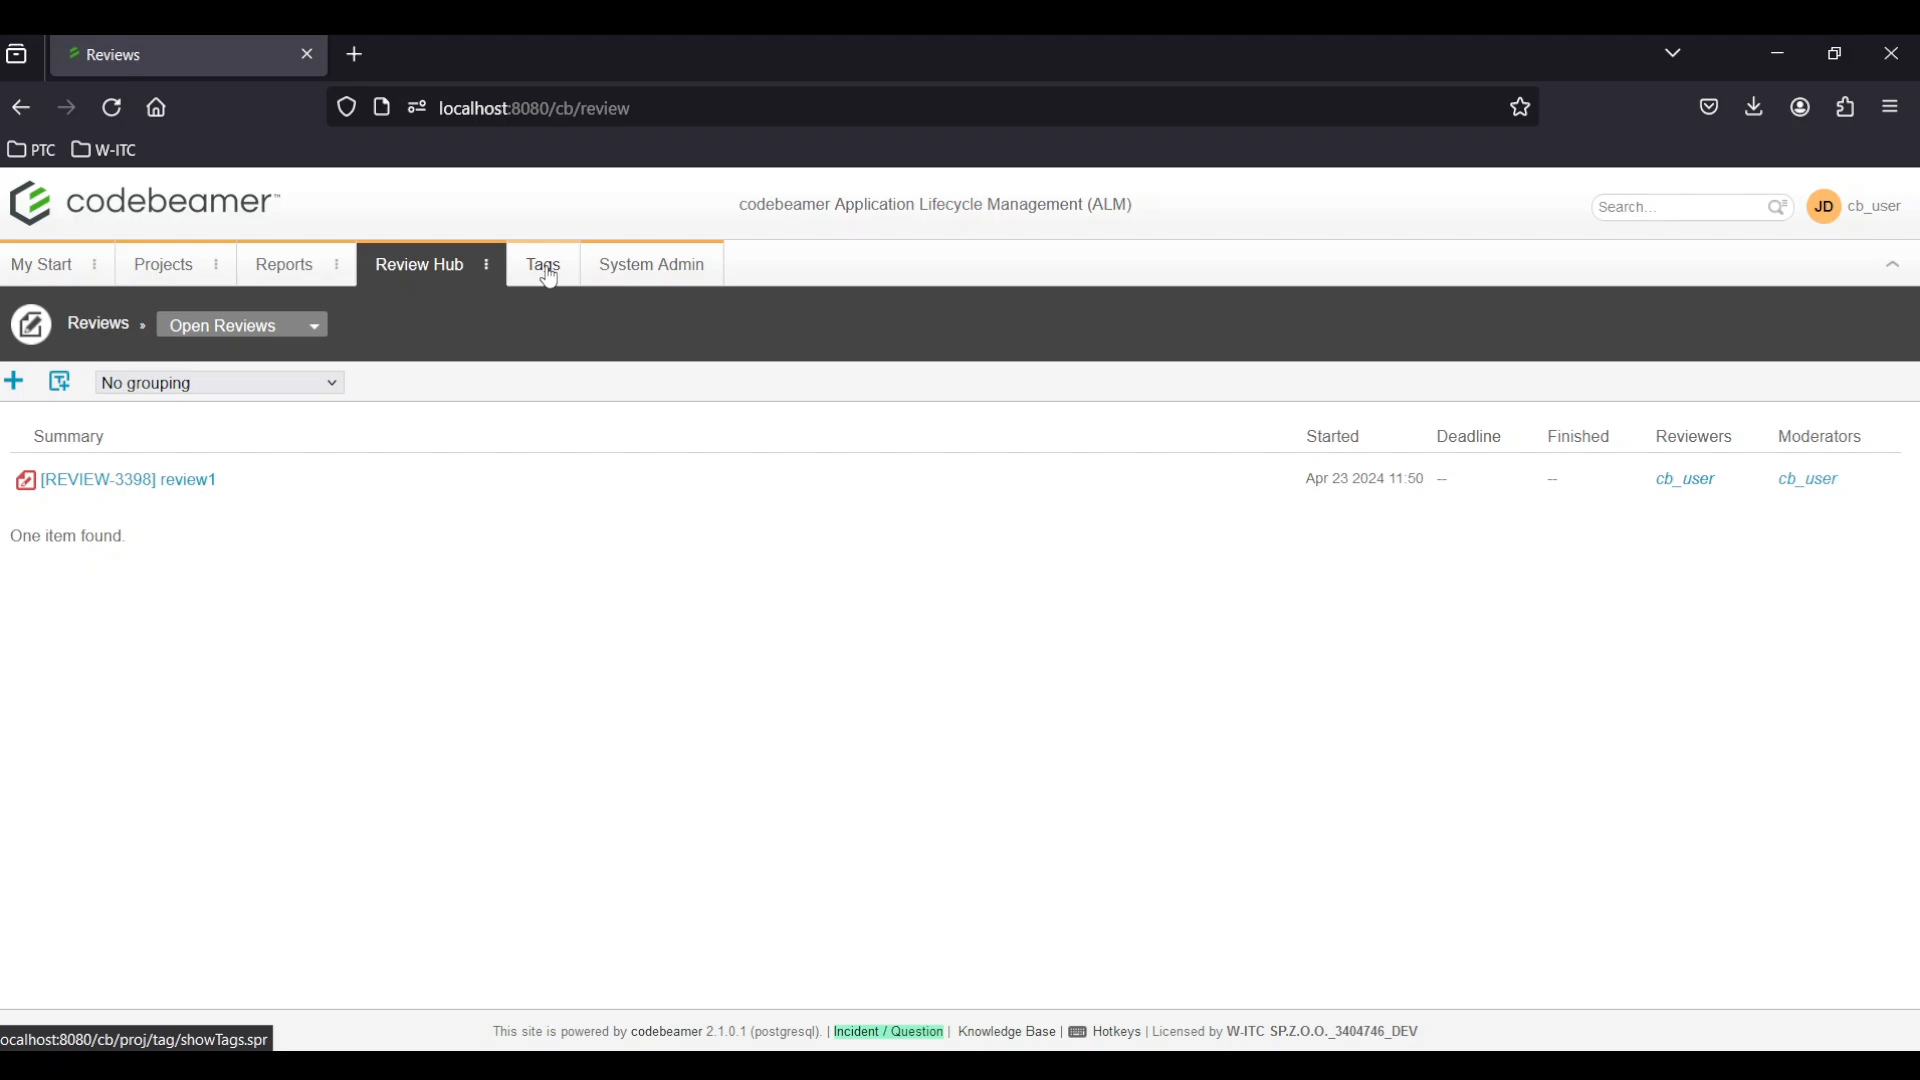 Reviews
localhost:8080/cb/review
PTC W-ITC
codebeamer™ codebeamer Application Lifecycle Management (ALM) Search... JD cb_user
My Start Projects Reports Review Hub Tags System Admin
Reviews » Open Reviews
No grouping
Summary Started Deadline Finished Reviewers Moderators
[REVIEW-3398] review1 Apr 23 2024 11:50 -- -- cb_user cb_user
One item found.
This site is powered by codebeamer 2.1.0.1 (postgresql). | Incident / Question | Knowledge Base | Hotkeys | Licensed by W-ITC SP.Z.O.O._3404746_DEV
ocalhost:8080/cb/proj/tag/showTags.spr